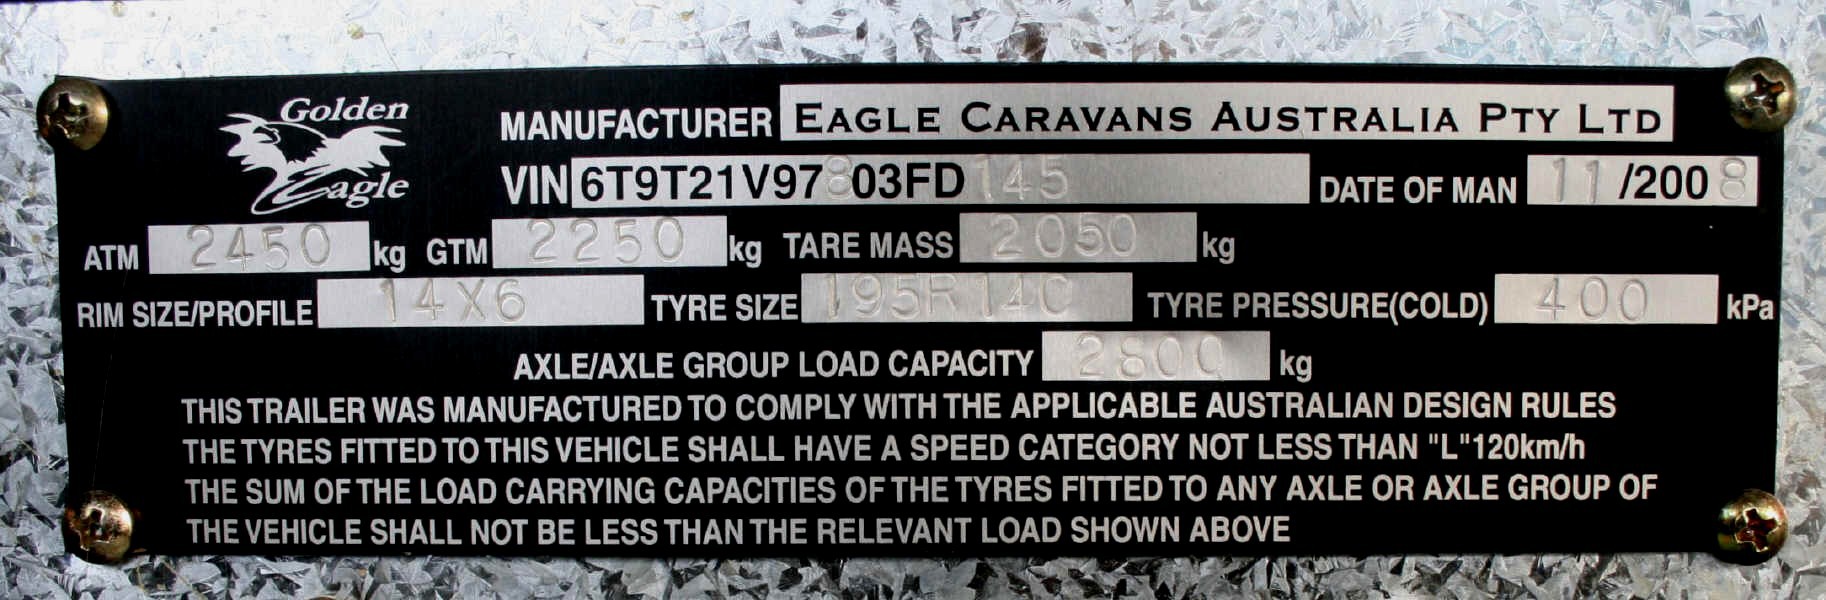 Golden Eagle
MANUFACTURER EAGLE CARAVANS AUSTRALIA PTY LTD
VIN 6T9T21V97803FD145 DATE OF MAN 11/2008
ATM 2450 kg GTM 2250 kg TARE MASS 2050 kg
RIM SIZE/PROFILE 14X6 TYRE SIZE 195R14C TYRE PRESSURE(COLD) 400 kPa
AXLE/AXLE GROUP LOAD CAPACITY 2800 kg
THIS TRAILER WAS MANUFACTURED TO COMPLY WITH THE APPLICABLE AUSTRALIAN DESIGN RULES
THE TYRES FITTED TO THIS VEHICLE SHALL HAVE A SPEED CATEGORY NOT LESS THAN "L"120km/h
THE SUM OF THE LOAD CARRYING CAPACITIES OF THE TYRES FITTED TO ANY AXLE OR AXLE GROUP OF
THE VEHICLE SHALL NOT BE LESS THAN THE RELEVANT LOAD SHOWN ABOVE